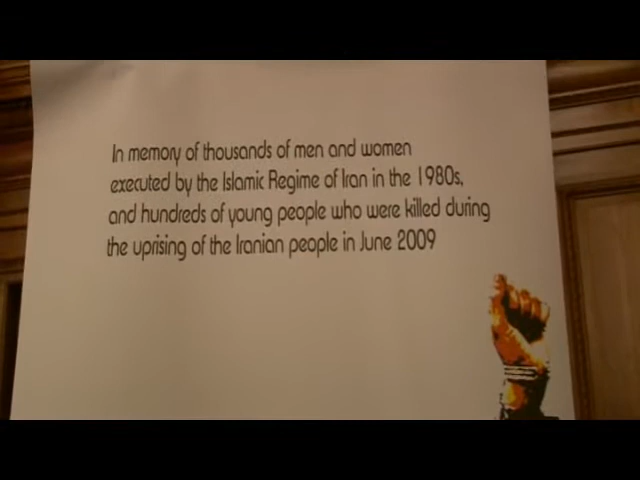 In memory of thousands of men and women
executed by the Islamic Regime of Iran in the 1980s,
and hundreds of young people who were killed during
the uprising of the Iranian people in June 2009